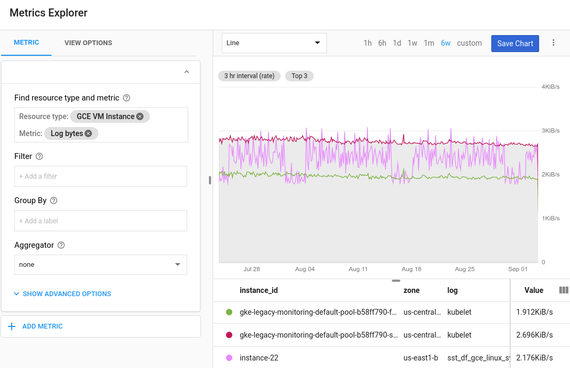 Metrics Explorer
METRIC
VIEW OPTIONS
Find resource type and metric
Resource type: GCE VM Instance
Metric: Log bytes
Filter
+ Add a filter
Group By
+ Add a label
Aggregator
none
SHOW ADVANCED OPTIONS
ADD METRIC
Line
1h 6h 1d 1w 1m 6w custom
Save Chart
3 hr interval (rate) Top 3
4KiB/s
3KiB/s
2KiB/s
1KiB/s
0
Jul 28 Aug 04 Aug 11 Aug 18 Aug 25 Sep 01
instance_id zone log Value
gke-legacy-monitoring-default-pool-b58ff790-f... us-central... kubelet 1.912KiB/s
gke-legacy-monitoring-default-pool-b58ff790-s... us-central... kubelet 2.696KiB/s
instance-22 us-east1-b sst_df_gce_linux_s 2.176KiB/s